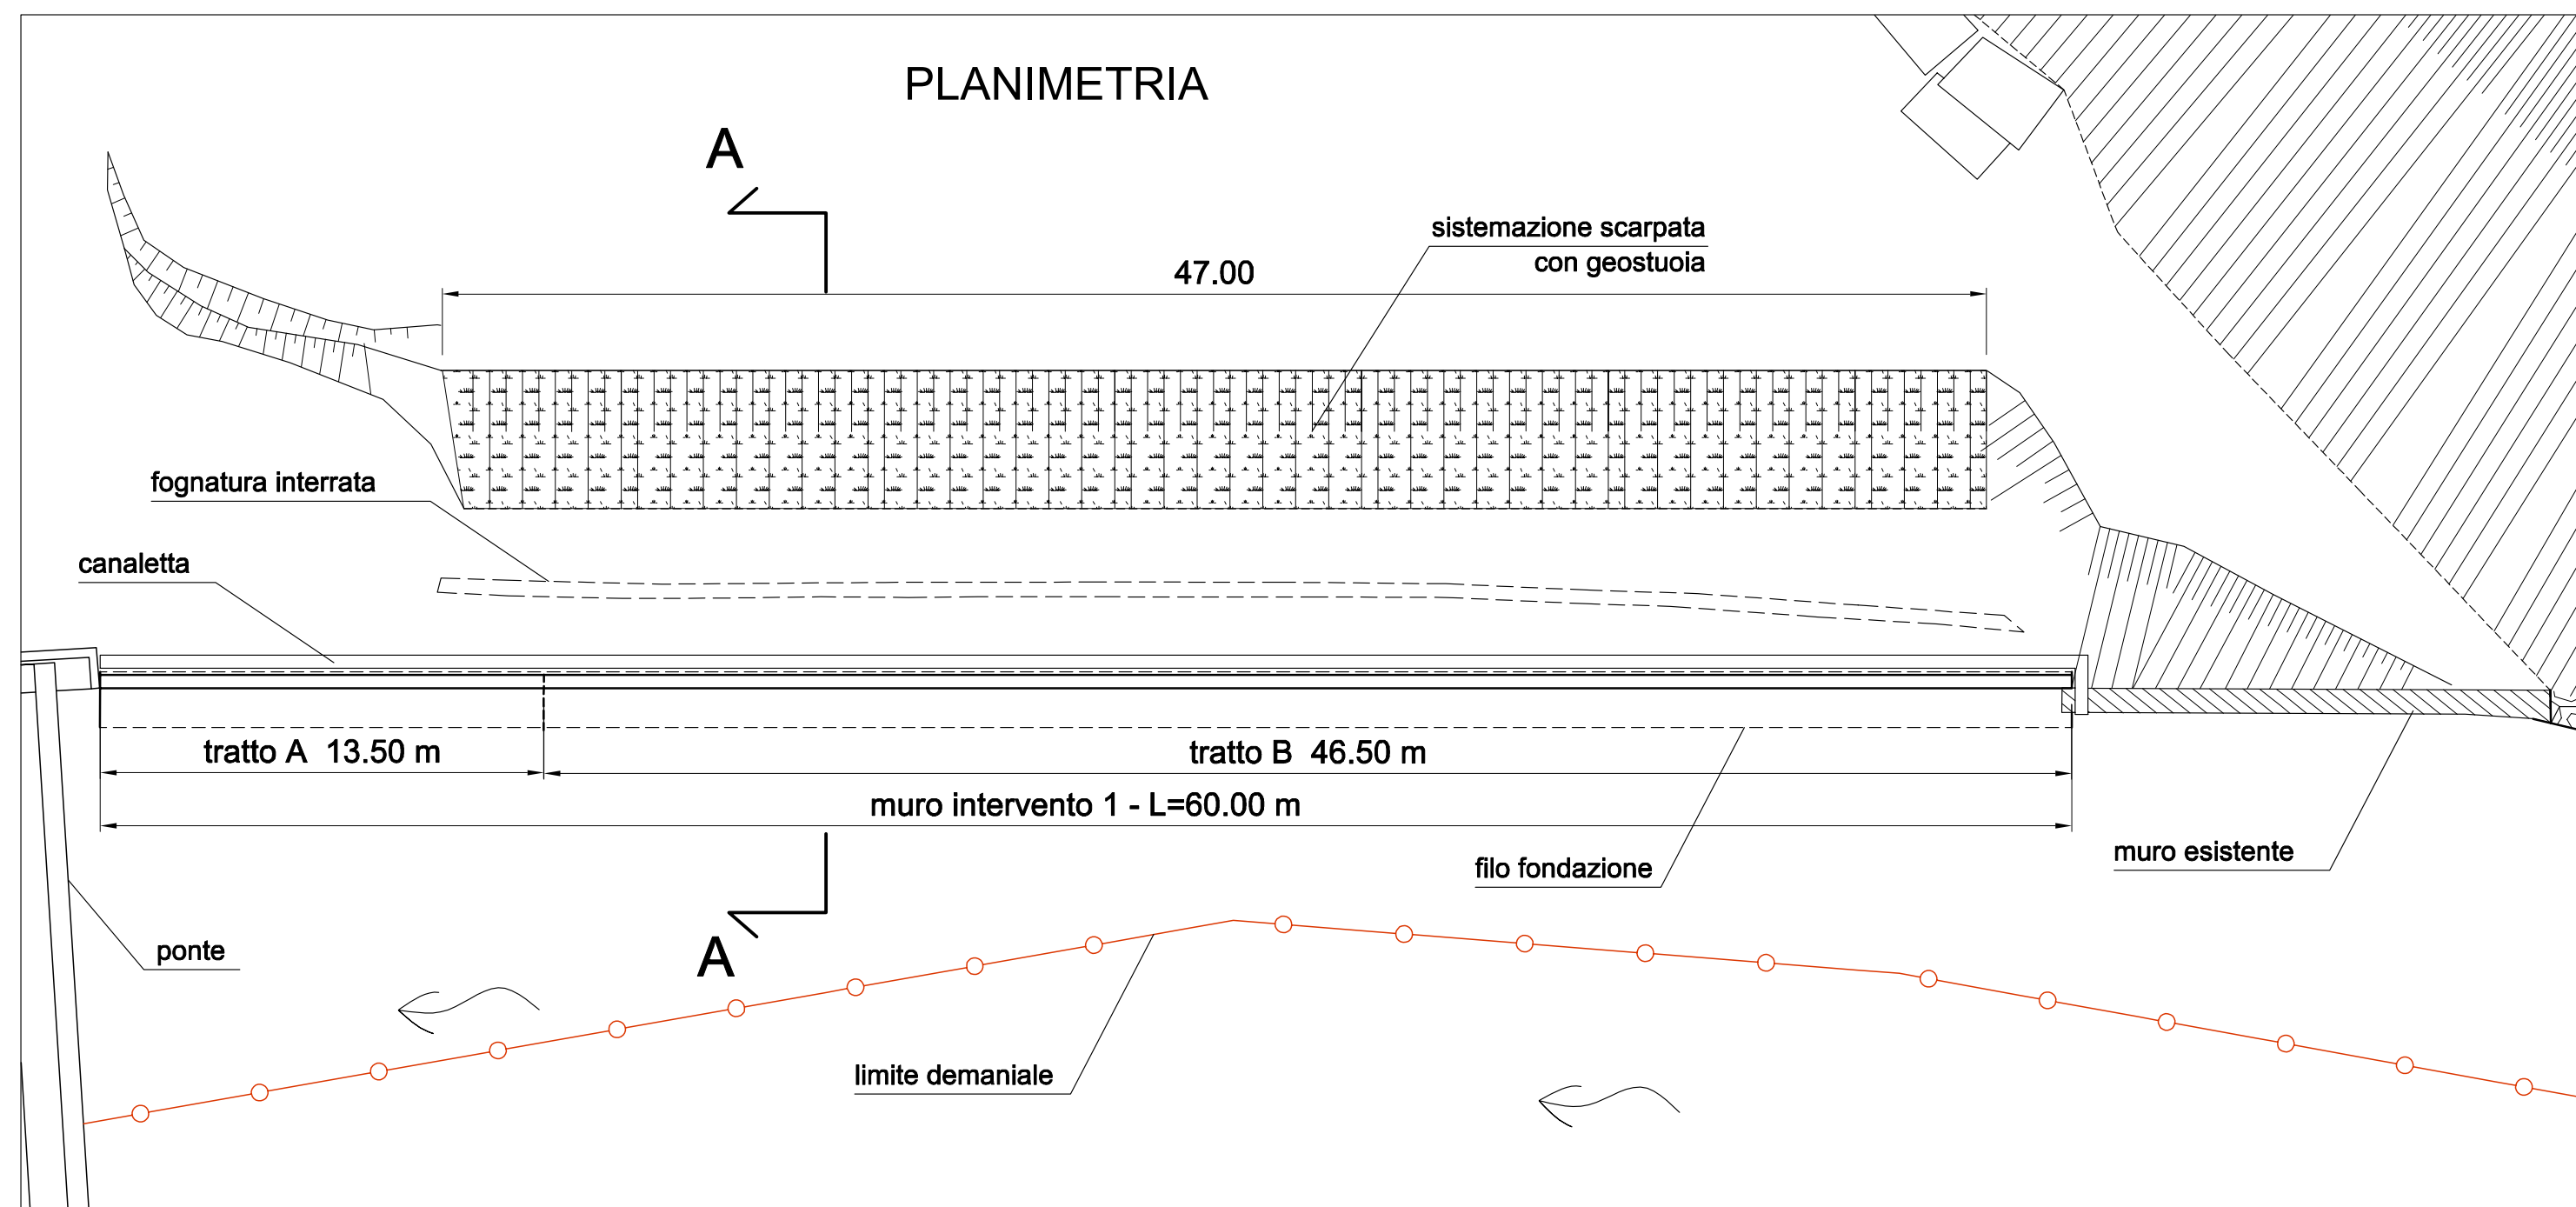 PLANIMETRIA
A
sistemazione scarpata
con geostuoia
47.00
fognatura interrata
canaletta
tratto A  13.50 m
tratto B  46.50 m
muro intervento 1 - L=60.00 m
muro esistente
filo fondazione
ponte
A
limite demaniale